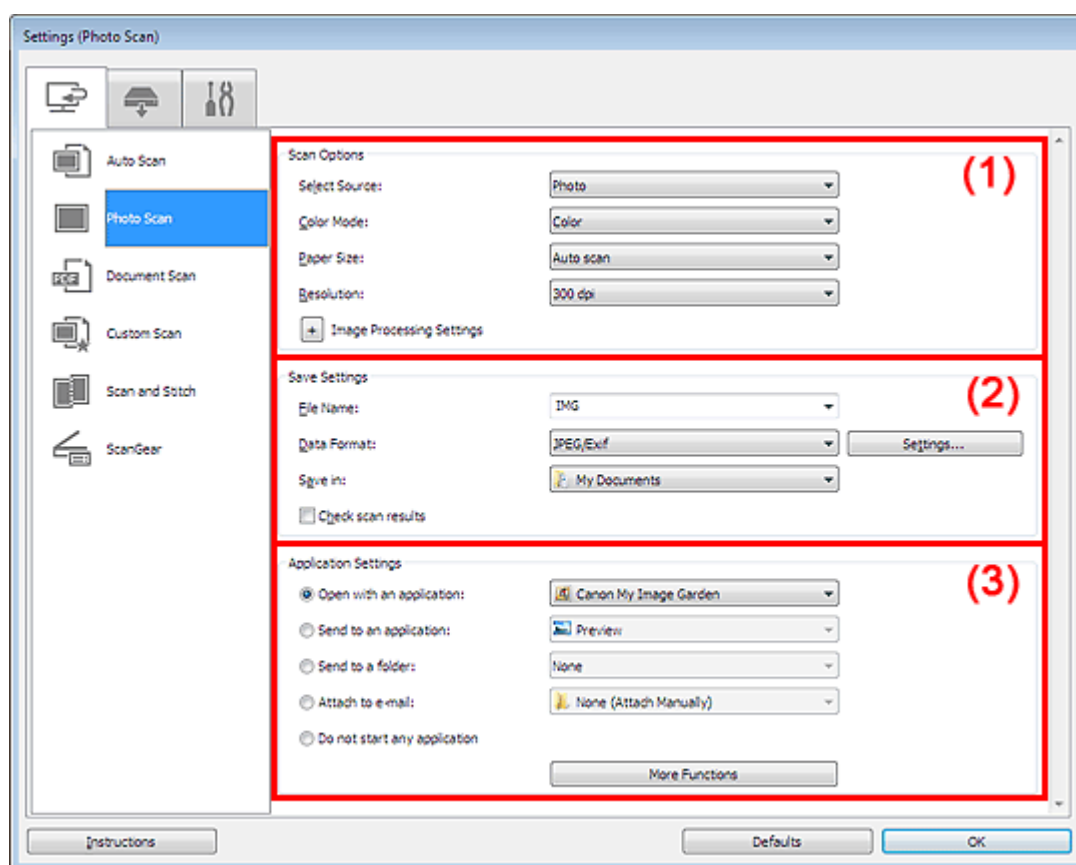 Settings (Photo Scan)
Auto Scan
Photo Scan
Document Scan
Custom Scan
Scan and Stitch
ScanGear
Scan Options
(1)
Select Source: Photo
Color Mode: Color
Paper Size: Auto scan
Resolution: 300 dpi
+ Image Processing Settings
Save Settings
(2)
File Name: IMG
Data Format: JPEG/Exif Settings...
Save in: My Documents
Check scan results
Application Settings
(3)
Open with an application: Canon My Image Garden
Send to an application: Preview
Send to a folder: None
Attach to e-mail: None (Attach Manually)
Do not start any application
More Functions
Instructions Defaults OK